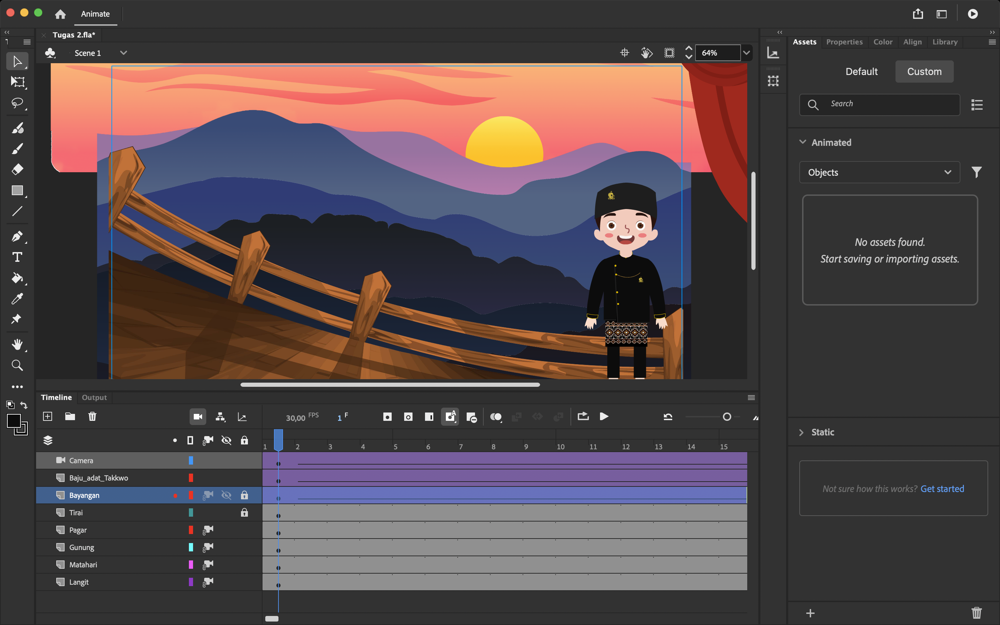 Animate
Tugas 2.fla*
Scene 1
64%
Assets
Properties
Color
Align
Library
Default
Custom
Search
Animated
Objects
No assets found.
Start saving or importing assets.
Static
Not sure how this works? Get started
Timeline
Output
30,00 FPS
1 F
1 2 3 4 5 6 7 8 9 10 11 12 13 14 15
Camera
Baju_adat_Takkwo
Bayangan
Tirai
Pagar
Gunung
Matahari
Langit